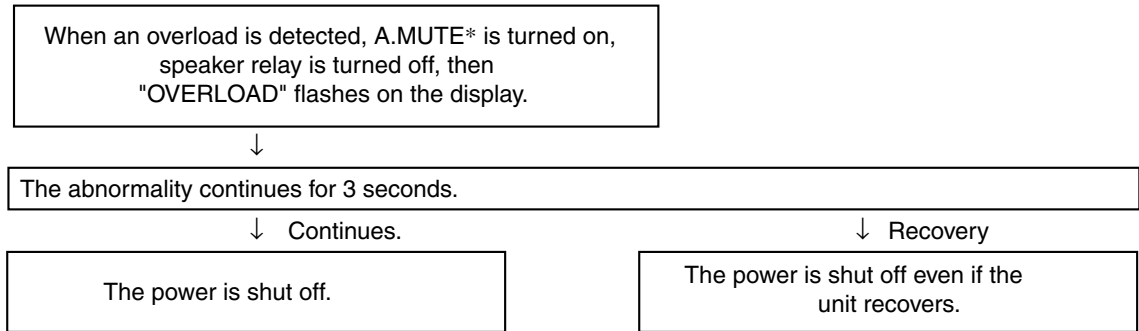 When an overload is detected, A.MUTE* is turned on,
speaker relay is turned off, then
"OVERLOAD" flashes on the display.
↓
The abnormality continues for 3 seconds.
↓ Continues.
↓ Recovery
The power is shut off.
The power is shut off even if the
unit recovers.